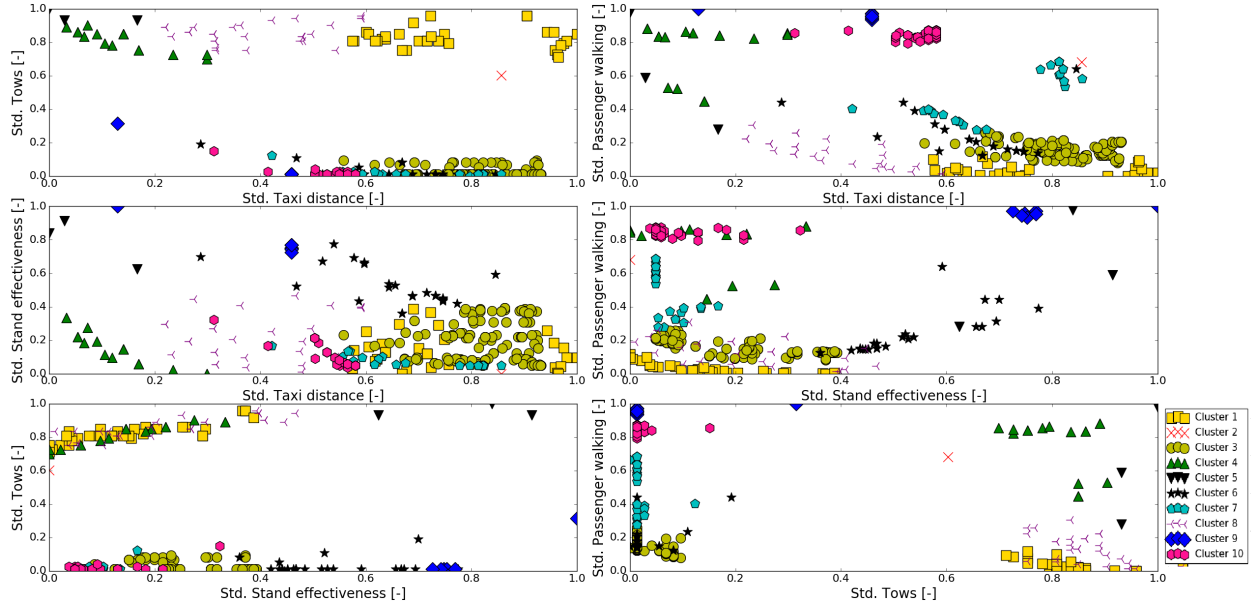 1.0
0.8
0.6
0.4
0.2
0.0
Std. Tows [-]
0.0 0.2 0.4 0.6 0.8 1.0
Std. Taxi distance [-]
1.0
0.8
0.6
0.4
0.2
0.0
Std. Passenger walking [-]
0.0 0.2 0.4 0.6 0.8 1.0
Std. Taxi distance [-]
1.0
0.8
0.6
0.4
0.2
0.0
Std. Stand effectiveness [-]
0.0 0.2 0.4 0.6 0.8 1.0
Std. Taxi distance [-]
1.0
0.8
0.6
0.4
0.2
0.0
Std. Passenger walking [-]
0.0 0.2 0.4 0.6 0.8 1.0
Std. Stand effectiveness [-]
1.0
0.8
0.6
0.4
0.2
0.0
Std. Tows [-]
0.0 0.2 0.4 0.6 0.8 1.0
Std. Stand effectiveness [-]
1.0
0.8
0.6
0.4
0.2
0.0
Std. Passenger walking [-]
0.0 0.2 0.4 0.6 0.8 1.0
Std. Tows [-]
Cluster 1
Cluster 2
Cluster 3
Cluster 4
Cluster 5
Cluster 6
Cluster 7
Cluster 8
Cluster 9
Cluster 10